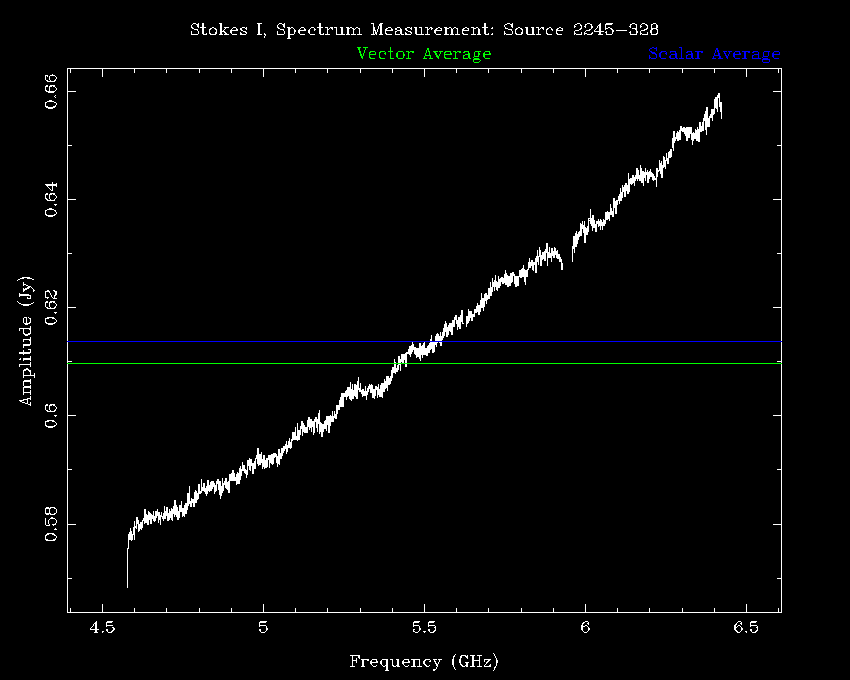 Stokes I, Spectrum Measurement: Source 2245-328
Vector Average
Scalar Average
0.66
0.64
0.62
0.6
0.58
Amplitude (Jy)
4.5
5
5.5
6
6.5
Frequency (GHz)